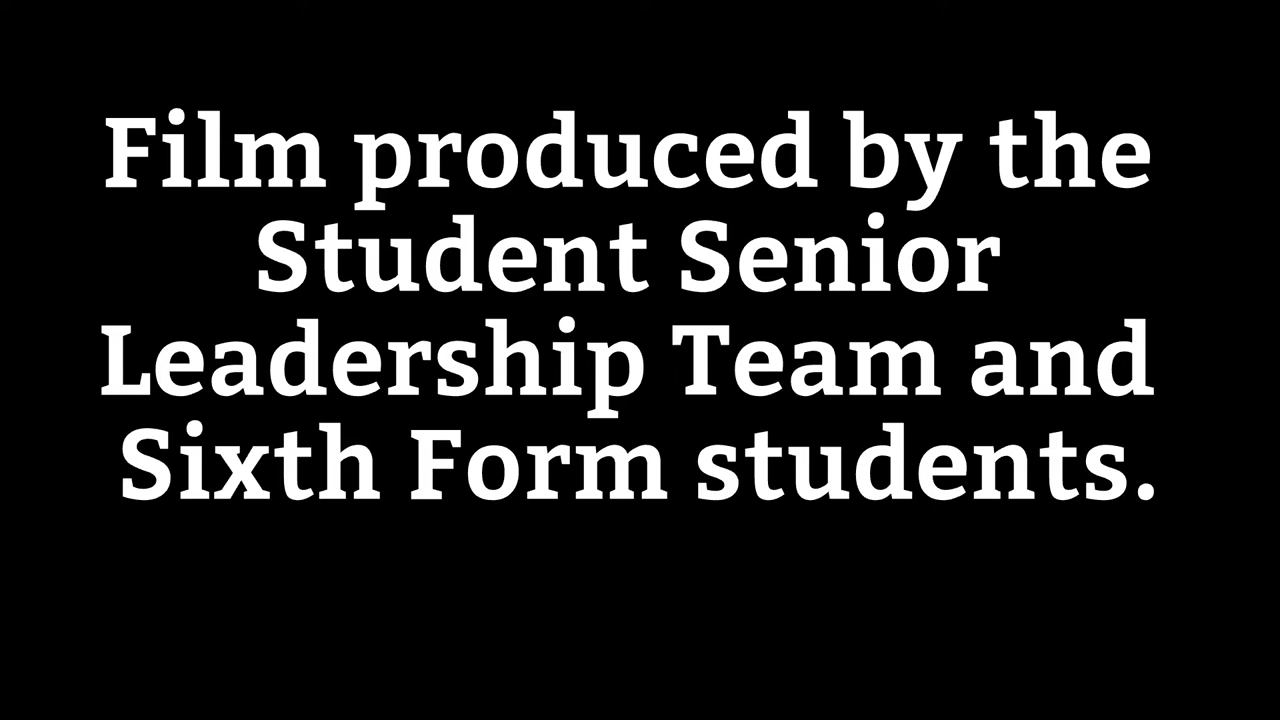 Film produced by the
Student Senior
Leadership Team and
Sixth Form students.